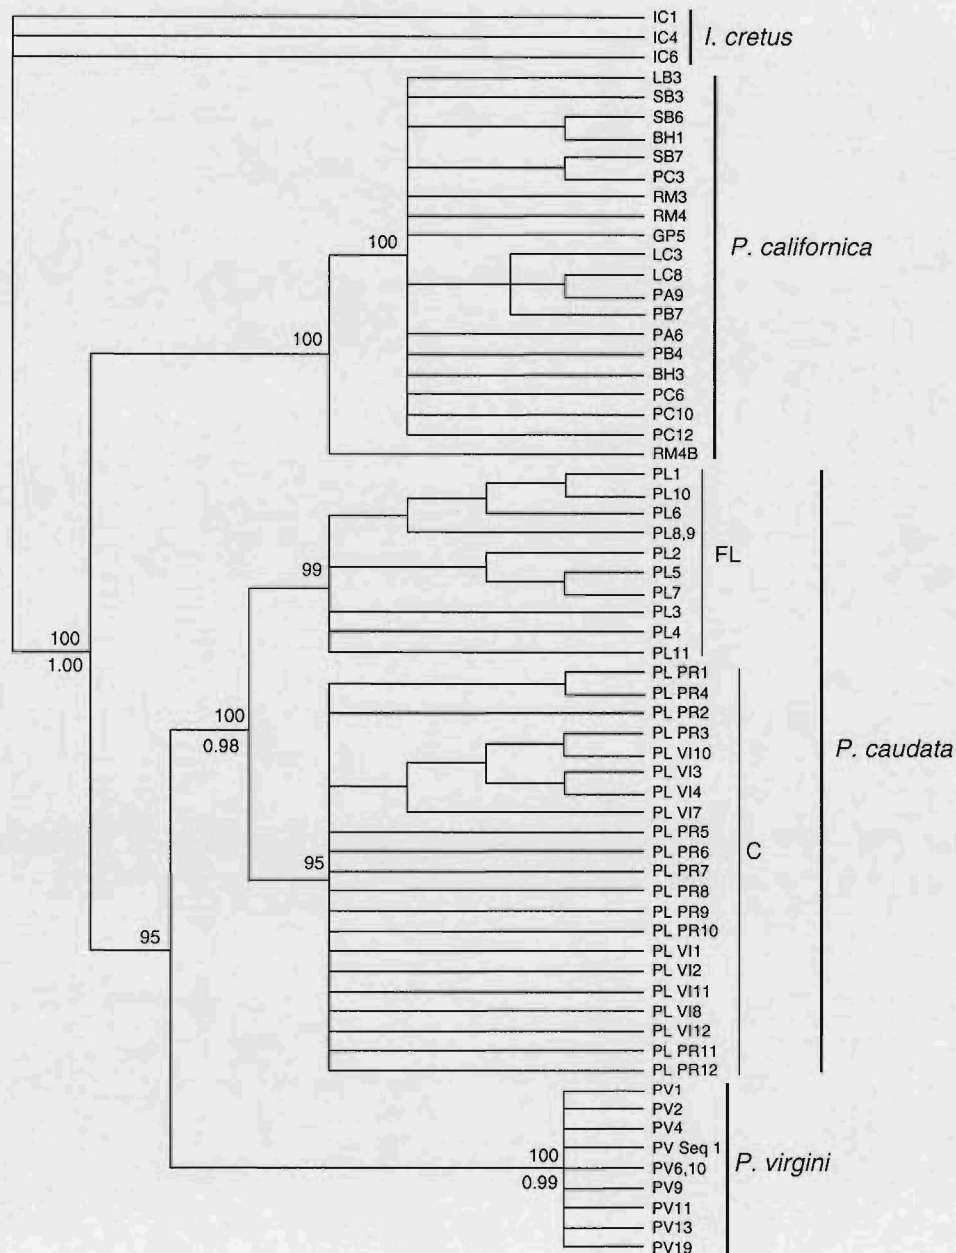 IC1
IC4
IC6
I. cretus
LB3
SB3
SB6
BH1
SB7
PC3
RM3
RM4
GP5
LC3
LC8
PA9
PB7
PA6
PB4
BH3
PC6
PC10
PC12
RM4B
P. californica
100
100
PL1
PL10
PL6
PL8,9
PL2
PL5
PL7
PL3
PL4
PL11
FL
99
100
1.00
PL PR1
PL PR4
PL PR2
PL PR3
PL VI10
PL VI3
PL VI4
PL VI7
PL PR5
PL PR6
PL PR7
PL PR8
PL PR9
PL PR10
PL VI1
PL VI2
PL VI11
PL VI8
PL VI12
PL PR11
PL PR12
C
P. caudata
100
0.98
95
95
PV1
PV2
PV4
PV Seq 1
PV6,10
PV9
PV11
PV13
PV19
P. virgini
100
0.99